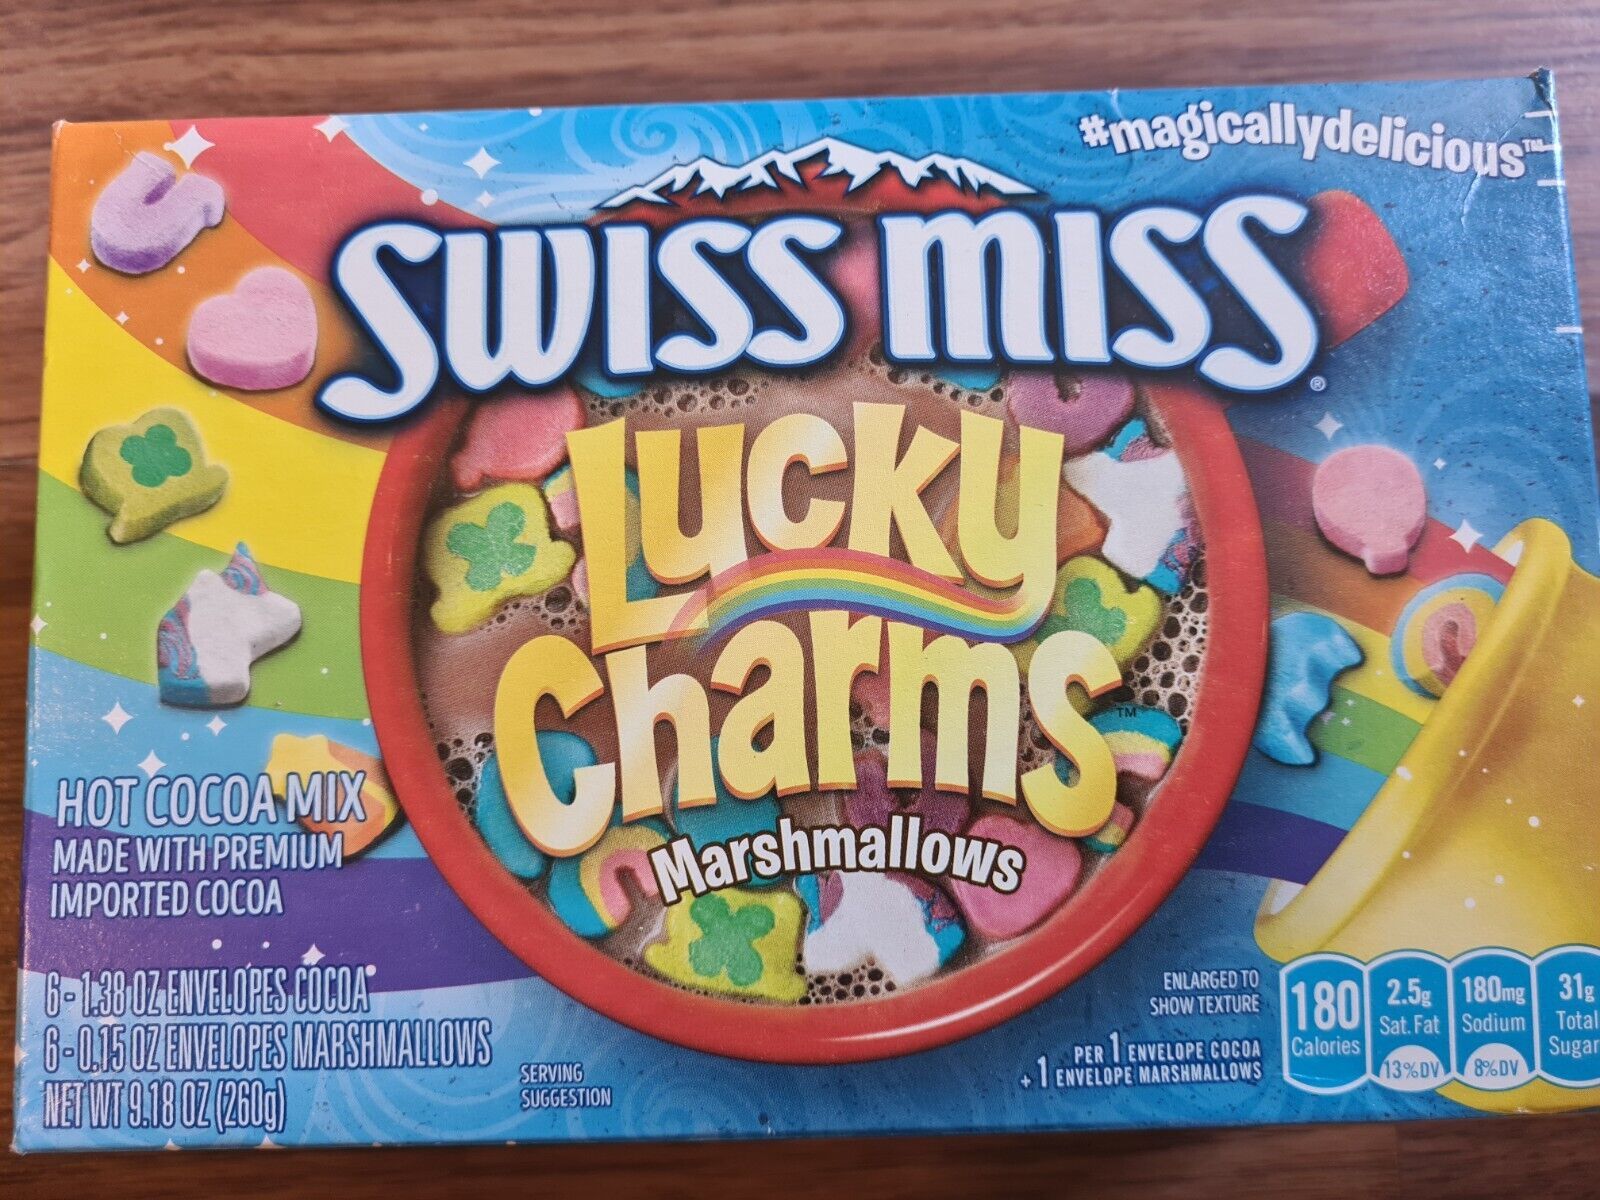 #magicallydelicious™
SWISS MISS®
Lucky
Charms™
Marshmallows
HOT COCOA MIX
MADE WITH PREMIUM
IMPORTED COCOA
6 - 1.38 OZ ENVELOPES COCOA
6 - 0.15 OZ ENVELOPES MARSHMALLOWS
NET WT 9.18 OZ (260g)
SERVING
SUGGESTION
ENLARGED TO
SHOW TEXTURE
PER 1 ENVELOPE COCOA
+ 1 ENVELOPE MARSHMALLOWS
180
Calories
2.5g
Sat. Fat
13%DV
180mg
Sodium
8%DV
31g
Total
Sugar